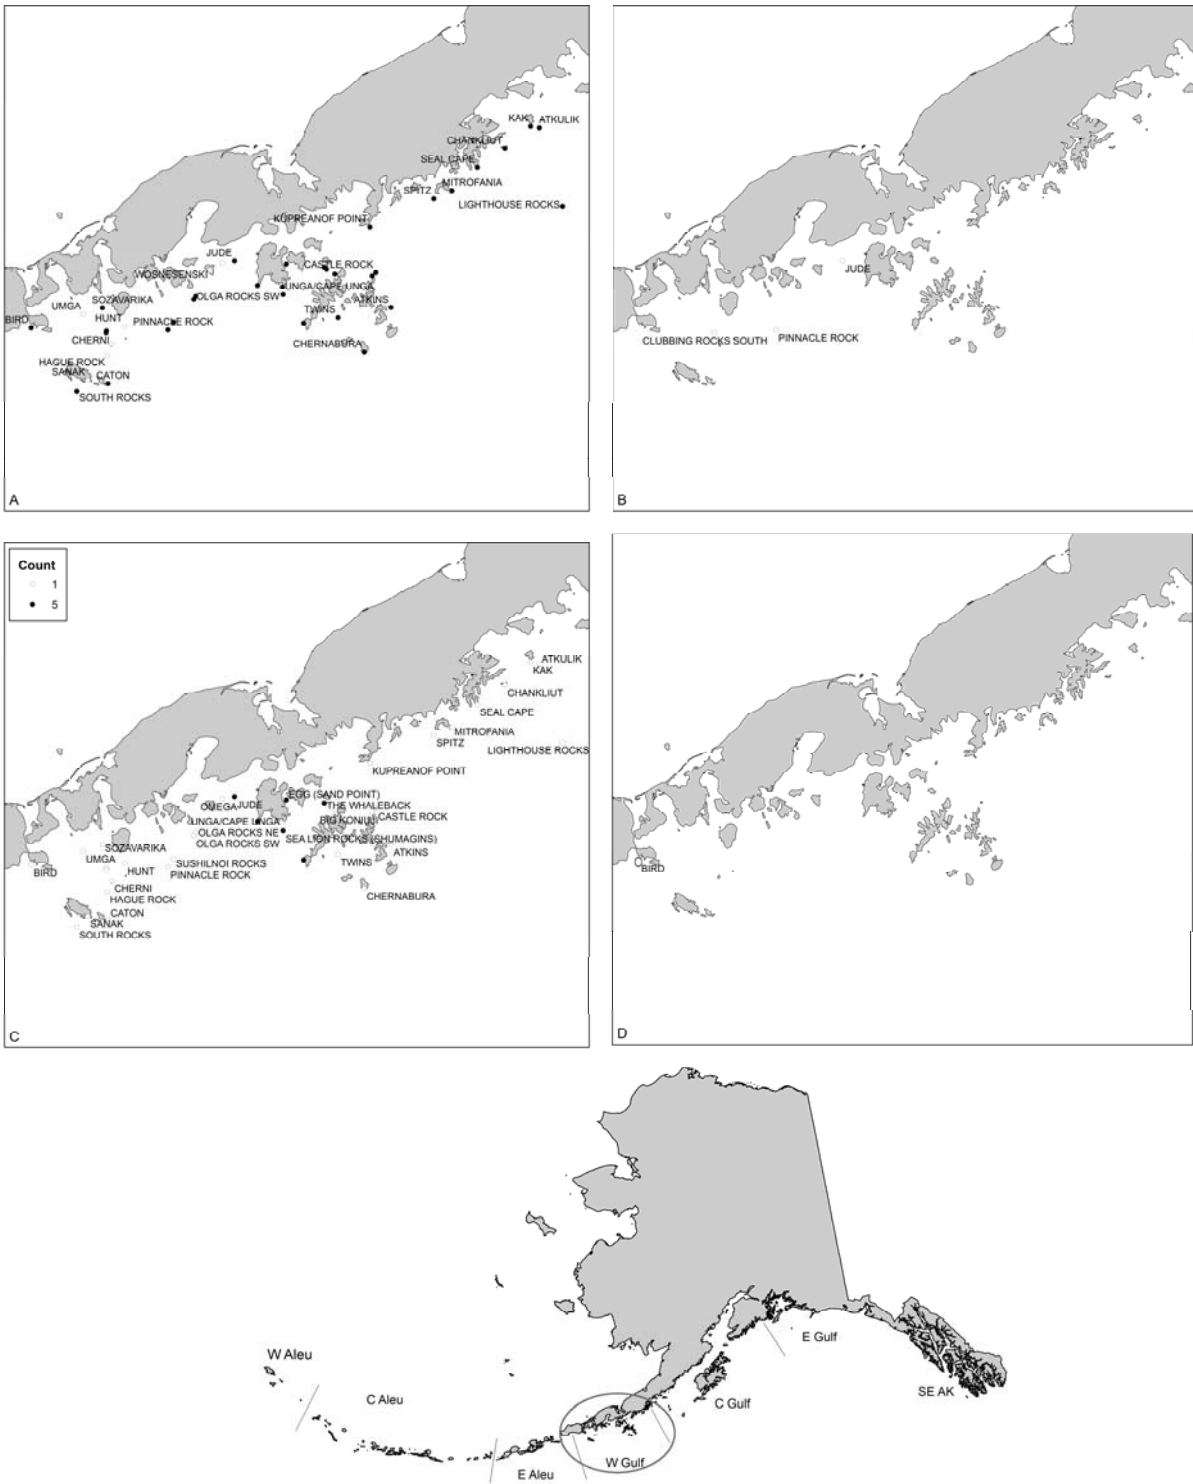 KAK ATKULIK
CHANKLIUT
SEAL CAPE
MITROFANIA
SPITZ
LIGHTHOUSE ROCKS
KUPREANOF POINT
JUDE
CASTLE ROCK
WOSNESENSKI
UNGA/CAPE UNGA
OLGA ROCKS SW
SOZAVARIKA
ATKINS
UMGA
TWINS
HUNT
BIRD
PINNACLE ROCK
CHERNI
CHERNABURA
HAGUE ROCK
SANAK
CATON
SOUTH ROCKS
A
JUDE
CLUBBING ROCKS SOUTH
PINNACLE ROCK
B
Count
1
5
ATKULIK
KAK
CHANKLIUT
SEAL CAPE
MITROFANIA
SPITZ
LIGHTHOUSE ROCKS
KUPREANOF POINT
EGG (SAND POINT)
OMEGA
JUDE
THE WHALEBACK
CASTLE ROCK
UNGA/CAPE UNGA
BIG KONIUJI
OLGA ROCKS NE
SEA LION ROCKS (SHUMAGINS)
OLGA ROCKS SW
SOZAVARIKA
ATKINS
UMGA
SUSHILNOI ROCKS
TWINS
BIRD
HUNT
PINNACLE ROCK
CHERNI
CHERNABURA
HAGUE ROCK
CATON
SANAK
SOUTH ROCKS
C
BIRD
D
E Gulf
W Aleu
C Aleu
SE AK
C Gulf
W Gulf
E Aleu